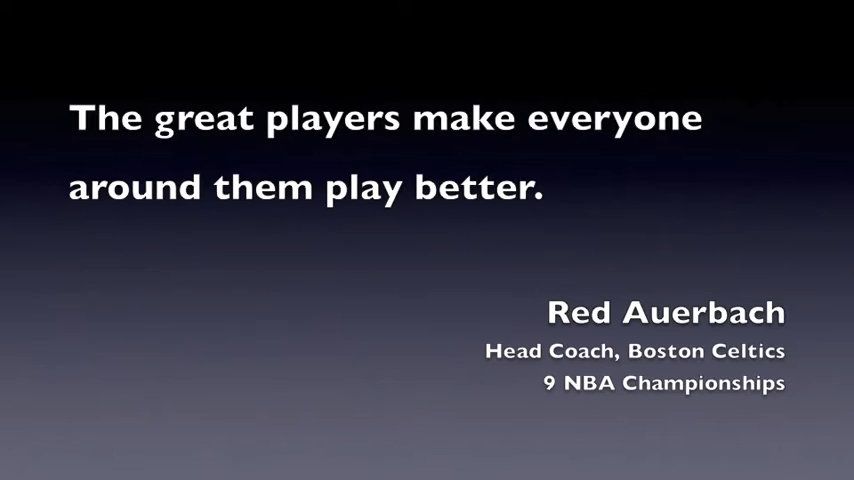 The great players make everyone
around them play better.
Red Auerbach
Head Coach, Boston Celtics
9 NBA Championships